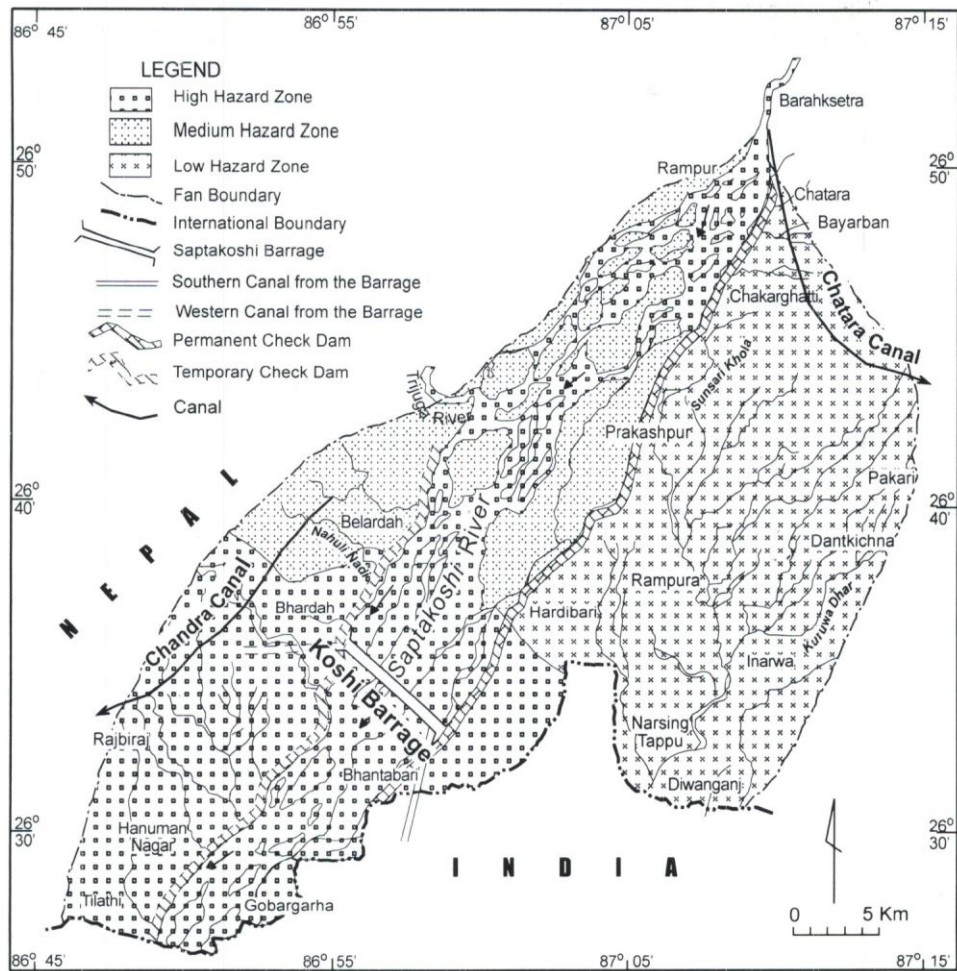 86° 45'
86° 55'
87° 05'
87° 15'
LEGEND
High Hazard Zone
Medium Hazard Zone
Low Hazard Zone
Fan Boundary
International Boundary
Saptakoshi Barrage
Southern Canal from the Barrage
Western Canal from the Barrage
Permanent Check Dam
Temporary Check Dam
Canal
26° 50'
26° 50'
Barahksetra
Rampur
Chatara
Bayarban
Chakarghatti
Chatara Canal
Sunsari Khola
Trijuga
River
Prakashpur
Pakari
26° 40'
26° 40'
NEPAL
Belardah
Nahuli Nadi
Saptakoshi River
Dantkichna
Rampura
Bhardah
Hardibari
Kuruwa Dhar
Chandra Canal
Koshi Barrage
Inarwa
Rajbiraj
Narsing
Tappu
Bhantabari
Diwanganj
Hanuman
Nagar
26° 30'
26° 30'
INDIA
Tilathi
Gobargarha
0 5 Km
86° 45'
86° 55'
87° 05'
87° 15'